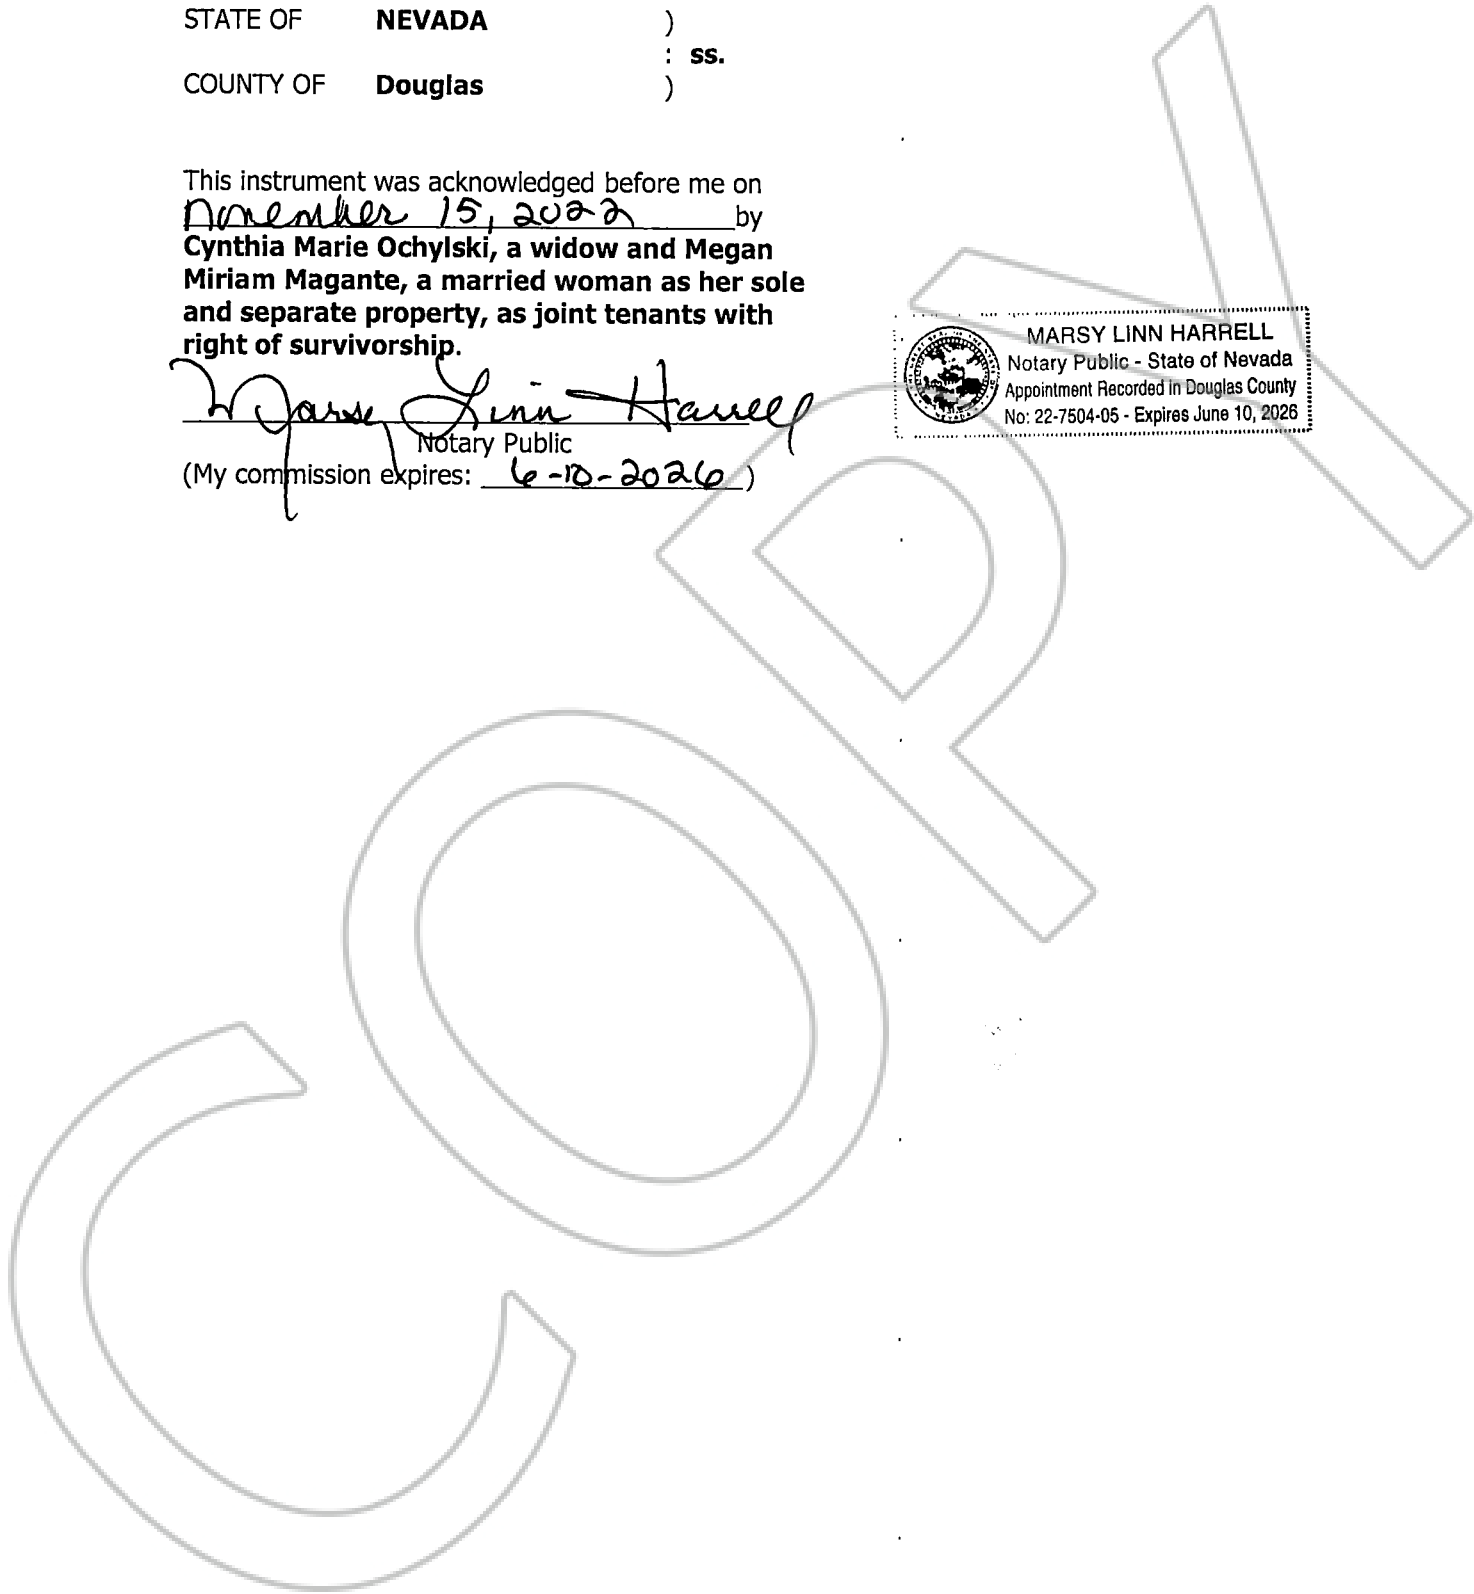 STATE OF NEVADA )
: ss.
COUNTY OF Douglas )
This instrument was acknowledged before me on
November 15, 2022 by
Cynthia Marie Ochylski, a widow and Megan
Miriam Magante, a married woman as her sole
and separate property, as joint tenants with
right of survivorship.
Marsy Linn Harrell
Notary Public
(My commission expires: 6-10-2026 )
MARSY LINN HARRELL
Notary Public - State of Nevada
Appointment Recorded in Douglas County
No: 22-7504-05 - Expires June 10, 2026
COPY